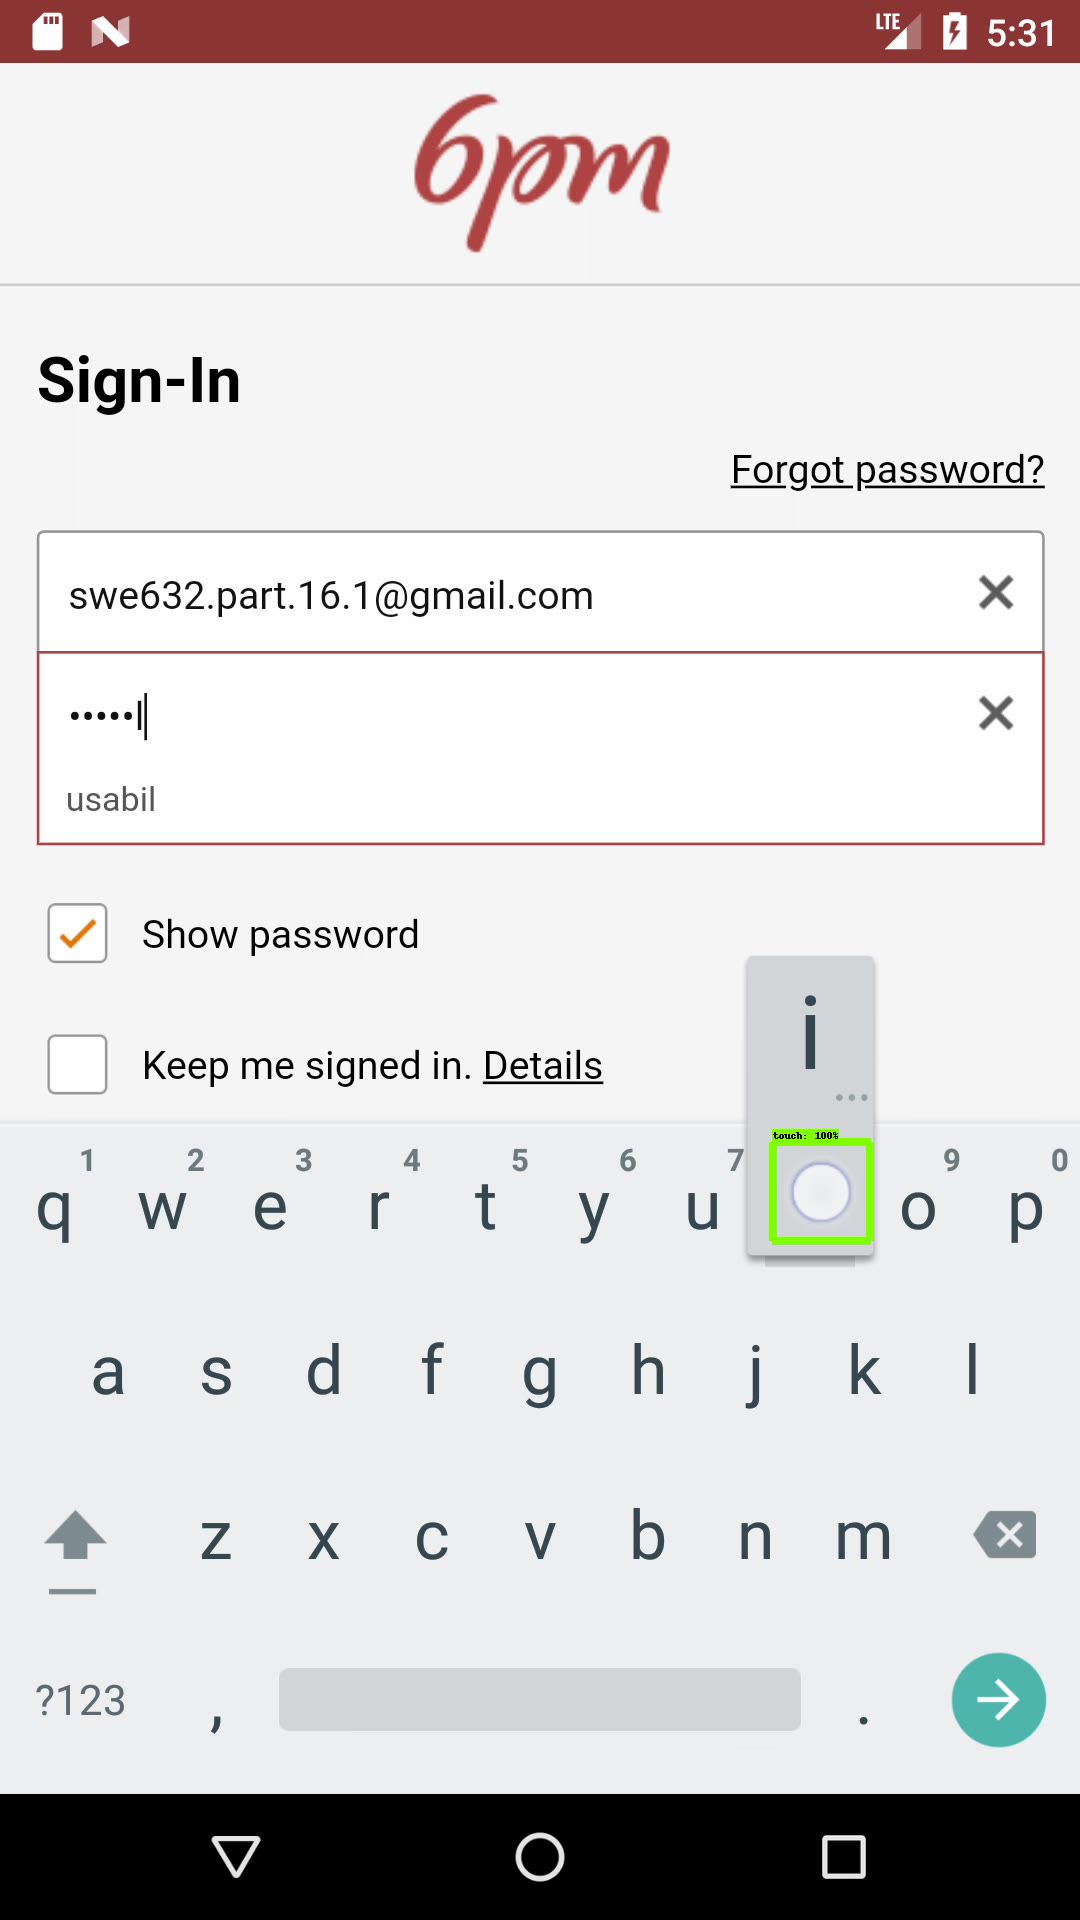 LTE 5:31
6pm
Sign-In
Forgot password?
swe632.part.16.1@gmail.com
•••••l
usabil
Show password
Keep me signed in. Details
i
touch: 100%
1 2 3 4 5 6 7 9 0
q w e r t y u o p
a s d f g h j k l
z x c v b n m
?123 , .